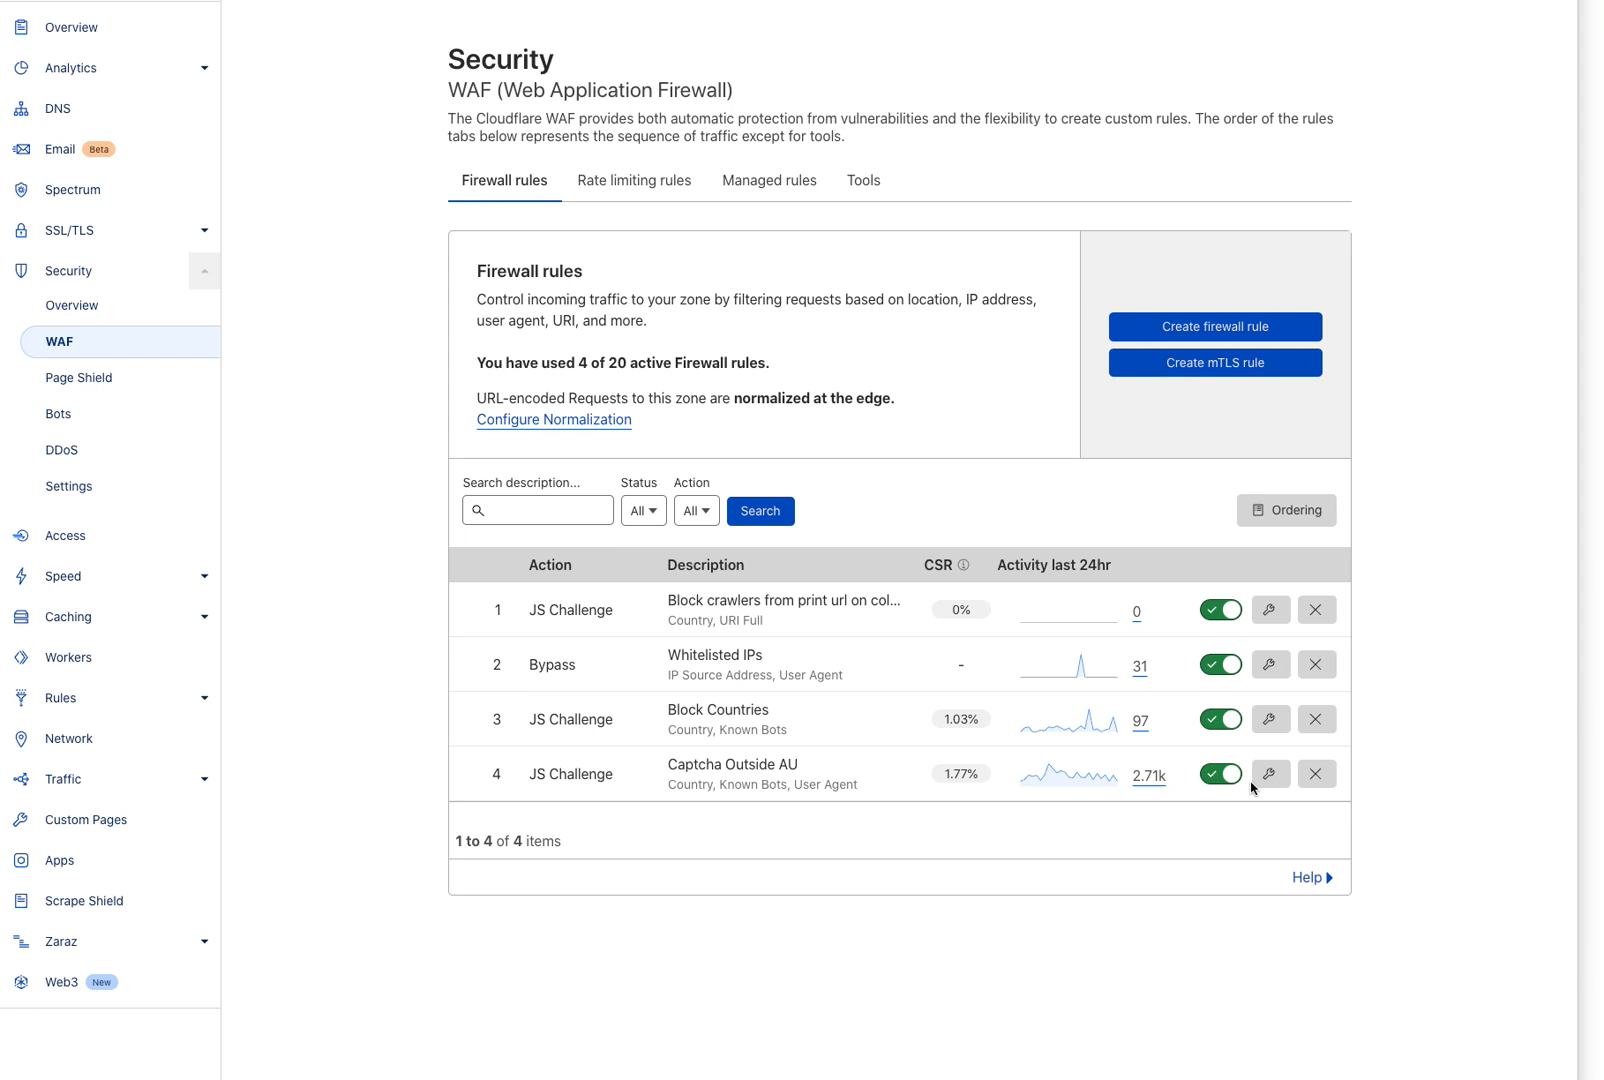 Overview
Analytics
DNS
Email Beta
Spectrum
SSL/TLS
Security
Overview
WAF
Page Shield
Bots
DDoS
Settings
Access
Speed
Caching
Workers
Rules
Network
Traffic
Custom Pages
Apps
Scrape Shield
Zaraz
Web3 New
Security
WAF (Web Application Firewall)
The Cloudflare WAF provides both automatic protection from vulnerabilities and the flexibility to create custom rules. The order of the rules
tabs below represents the sequence of traffic except for tools.
Firewall rules Rate limiting rules Managed rules Tools
Firewall rules
Control incoming traffic to your zone by filtering requests based on location, IP address,
user agent, URI, and more.
You have used 4 of 20 active Firewall rules.
URL-encoded Requests to this zone are normalized at the edge.
Configure Normalization
Create firewall rule
Create mTLS rule
Search description... Status Action
All All Search Ordering
Action Description CSR Activity last 24hr
1 JS Challenge Block crawlers from print url on col... 0% 0
Country, URI Full
2 Bypass Whitelisted IPs - 31
IP Source Address, User Agent
3 JS Challenge Block Countries 1.03% 97
Country, Known Bots
4 JS Challenge Captcha Outside AU 1.77% 2.71k
Country, Known Bots, User Agent
1 to 4 of 4 items
Help